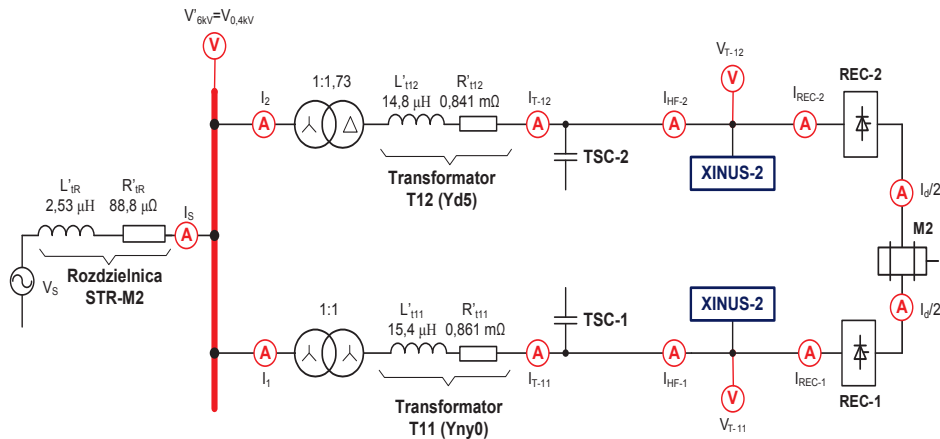 V'6kV=V0,4kV
V
1:1,73
L't12
R't12
14,8 μH
0,841 mΩ
I2
A
IT-12
A
TSC-2
IHF-2
A
VT-12
V
XINUS-2
IREC-2
A
REC-2
Transformator
T12 (Yd5)
L'tR
R'tR
2,53 μH
88,8 μΩ
IS
A
VS
Rozdzielnica
STR-M2
A
Id/2
M2
A
Id/2
1:1
L't11
R't11
15,4 μH
0,861 mΩ
TSC-1
XINUS-2
A
I1
A
IT-11
A
IHF-1
V
VT-11
A
IREC-1
REC-1
Transformator
T11 (Yny0)